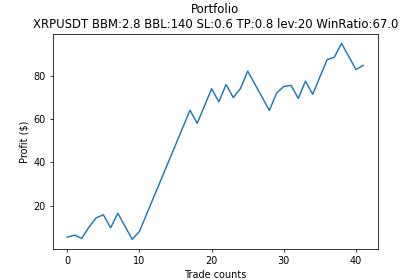 Portfolio
XRPUSDT BBM:2.8 BBL:140 SL:0.6 TP:0.8 lev:20 WinRatio:67.0
Profit ($)
80
60
40
20
0 10 20 30 40
Trade counts